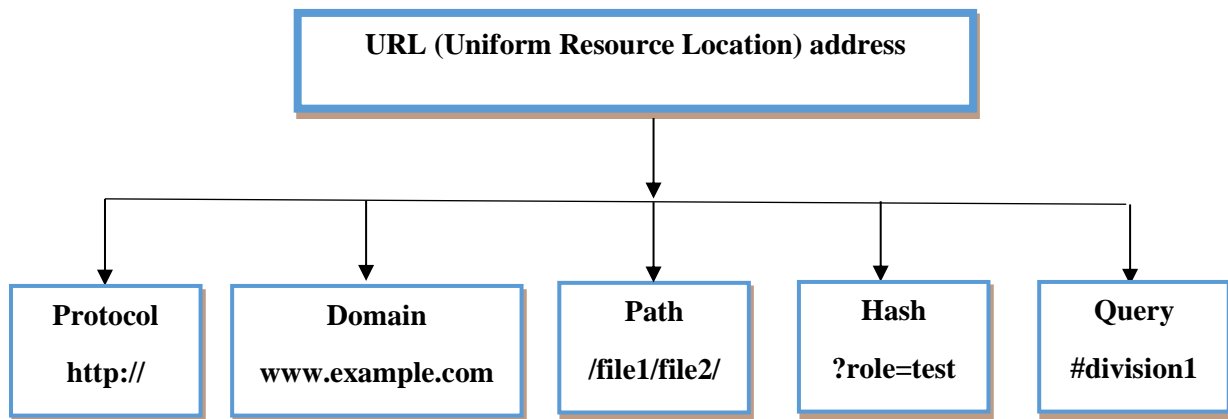 URL (Uniform Resource Location) address
Protocol
http://
Domain
www.example.com
Path
/file1/file2/
Hash
?role=test
Query
#division1